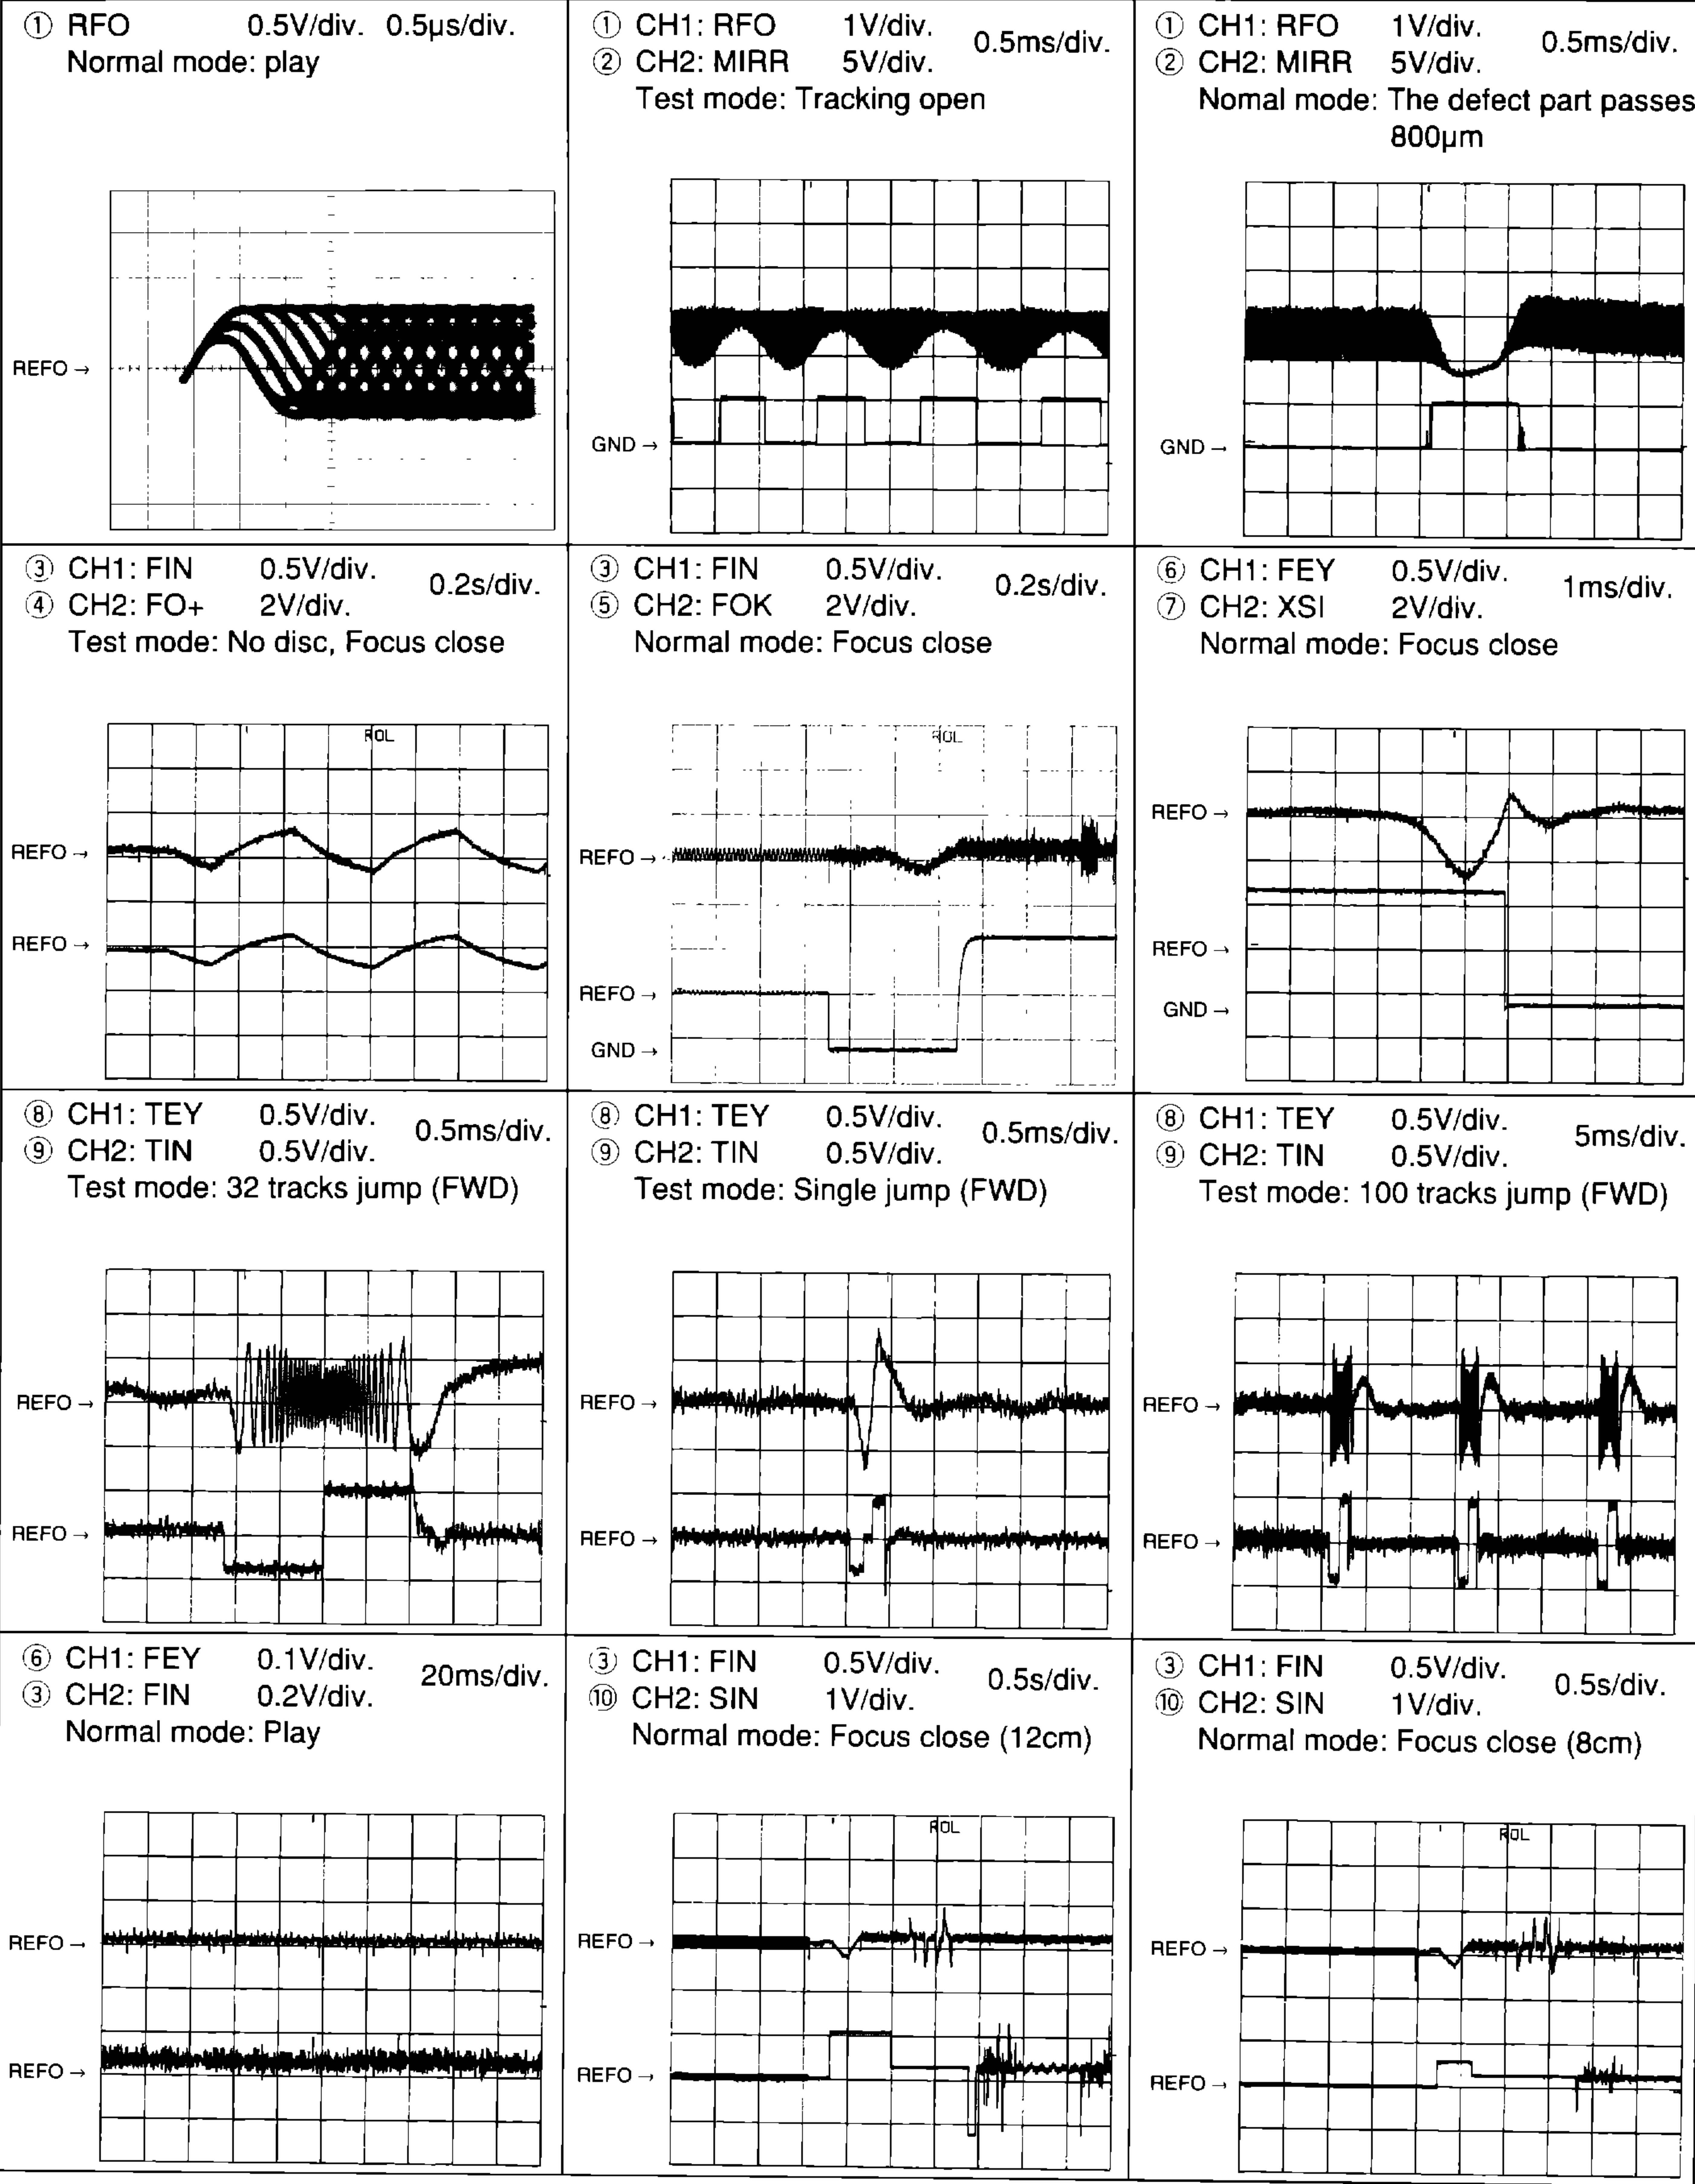 ① RFO 0.5V/div. 0.5µs/div.
Normal mode: play
REFO →
① CH1: RFO 1V/div. 0.5ms/div.
② CH2: MIRR 5V/div.
Test mode: Tracking open
GND →
① CH1: RFO 1V/div. 0.5ms/div.
② CH2: MIRR 5V/div.
Nomal mode: The defect part passes
800µm
GND →
③ CH1: FIN 0.5V/div. 0.2s/div.
④ CH2: FO+ 2V/div.
Test mode: No disc, Focus close
ROL
REFO →
REFO →
③ CH1: FIN 0.5V/div. 0.2s/div.
⑤ CH2: FOK 2V/div.
Normal mode: Focus close
ROL
REFO →
REFO →
GND →
⑥ CH1: FEY 0.5V/div. 1ms/div.
⑦ CH2: XSI 2V/div.
Normal mode: Focus close
REFO →
REFO →
GND →
⑧ CH1: TEY 0.5V/div. 0.5ms/div.
⑨ CH2: TIN 0.5V/div.
Test mode: 32 tracks jump (FWD)
REFO →
REFO →
⑧ CH1: TEY 0.5V/div. 0.5ms/div.
⑨ CH2: TIN 0.5V/div.
Test mode: Single jump (FWD)
REFO →
REFO →
⑧ CH1: TEY 0.5V/div. 5ms/div.
⑨ CH2: TIN 0.5V/div.
Test mode: 100 tracks jump (FWD)
REFO →
REFO →
⑥ CH1: FEY 0.1V/div. 20ms/div.
③ CH2: FIN 0.2V/div.
Normal mode: Play
REFO →
REFO →
③ CH1: FIN 0.5V/div. 0.5s/div.
⑩ CH2: SIN 1V/div.
Normal mode: Focus close (12cm)
ROL
REFO →
REFO →
③ CH1: FIN 0.5V/div. 0.5s/div.
⑩ CH2: SIN 1V/div.
Normal mode: Focus close (8cm)
ROL
REFO →
REFO →